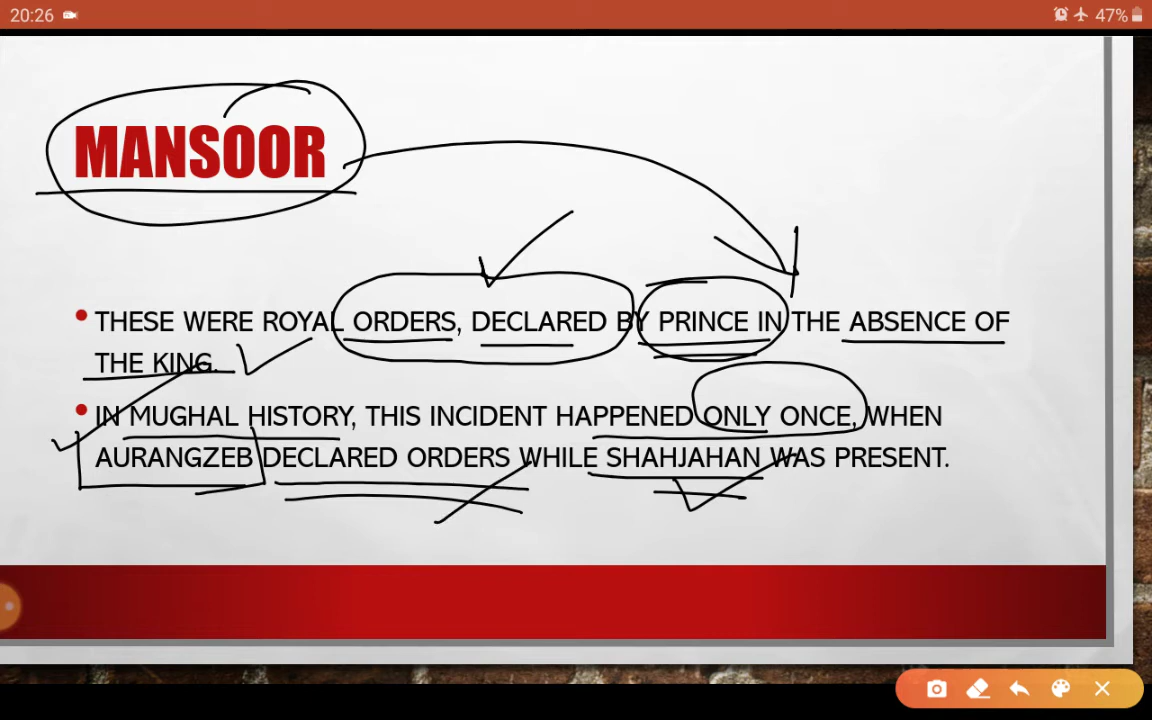 20:26
47%
MANSOOR
• THESE WERE ROYAL ORDERS, DECLARED BY PRINCE IN THE ABSENCE OF
THE KING.
• IN MUGHAL HISTORY, THIS INCIDENT HAPPENED ONLY ONCE, WHEN
AURANGZEB DECLARED ORDERS WHILE SHAHJAHAN WAS PRESENT.